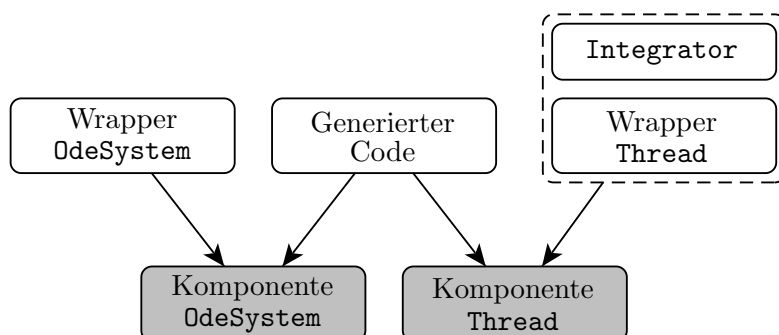 Integrator
Wrapper
OdeSystem
Generierter
Code
Wrapper
Thread
Komponente
OdeSystem
Komponente
Thread